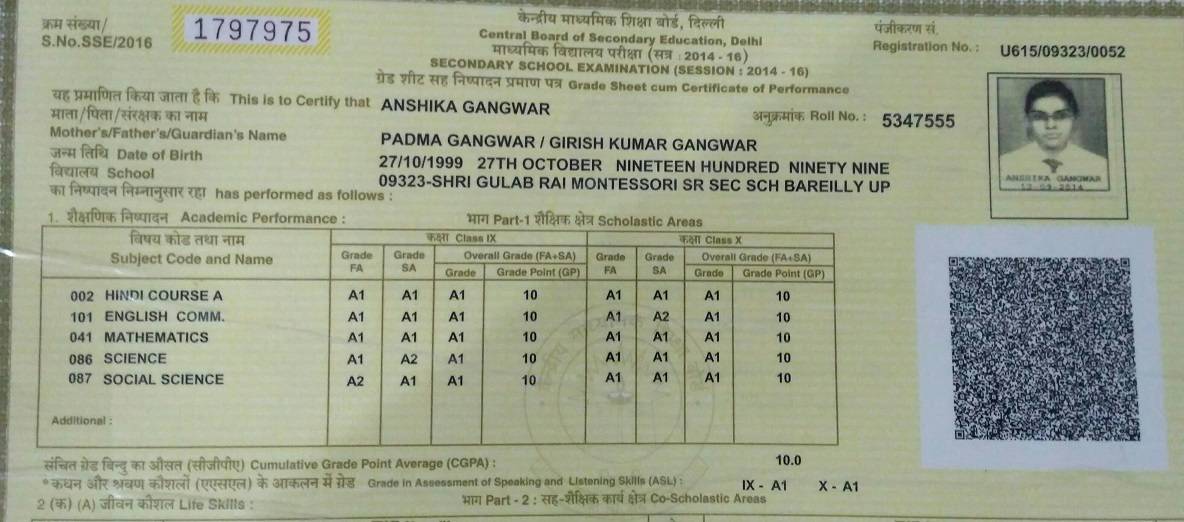 क्रम संख्या/
S.No.SSE/2016
1797975
केन्द्रीय माध्यमिक शिक्षा बोर्ड, दिल्ली
Central Board of Secondary Education, Delhi
माध्यमिक विद्यालय परीक्षा (सत्र : 2014 - 16)
SECONDARY SCHOOL EXAMINATION (SESSION : 2014 - 16)
ग्रेड शीट सह निष्पादन प्रमाण पत्र Grade Sheet cum Certificate of Performance
पंजीकरण सं.
Registration No. : U615/09323/0052
यह प्रमाणित किया जाता है कि This is to Certify that ANSHIKA GANGWAR
अनुक्रमांक Roll No. : 5347555
माता/पिता/संरक्षक का नाम
Mother's/Father's/Guardian's Name PADMA GANGWAR / GIRISH KUMAR GANGWAR
जन्म तिथि Date of Birth 27/10/1999 27TH OCTOBER NINETEEN HUNDRED NINETY NINE
विद्यालय School 09323-SHRI GULAB RAI MONTESSORI SR SEC SCH BAREILLY UP
का निष्पादन निम्नानुसार रहा has performed as follows :
ANSHIKA GANGWAR
12-09-2014
1. शैक्षणिक निष्पादन Academic Performance : भाग Part-1 शैक्षिक क्षेत्र Scholastic Areas
विषय कोड तथा नाम कक्षा Class IX कक्षा Class X
Subject Code and Name Grade FA Grade SA Overall Grade (FA+SA) Grade FA Grade SA Overall Grade (FA+SA)
Grade Grade Point (GP) Grade Grade Point (GP)
002 HINDI COURSE A A1 A1 A1 10 A1 A1 A1 10
101 ENGLISH COMM. A1 A1 A1 10 A1 A2 A1 10
041 MATHEMATICS A1 A1 A1 10 A1 A1 A1 10
086 SCIENCE A1 A2 A1 10 A1 A1 A1 10
087 SOCIAL SCIENCE A2 A1 A1 10 A1 A1 A1 10
Additional :
संचित ग्रेड बिन्दु का औसत (सीजीपीए) Cumulative Grade Point Average (CGPA) : 10.0
*कथन और श्रवण कौशलों (एएसएल) के आकलन में ग्रेड Grade in Assessment of Speaking and Listening Skills (ASL) : IX - A1 X - A1
2 (क) (A) जीवन कौशल Life Skills : भाग Part - 2 : सह-शैक्षिक कार्य क्षेत्र Co-Scholastic Areas